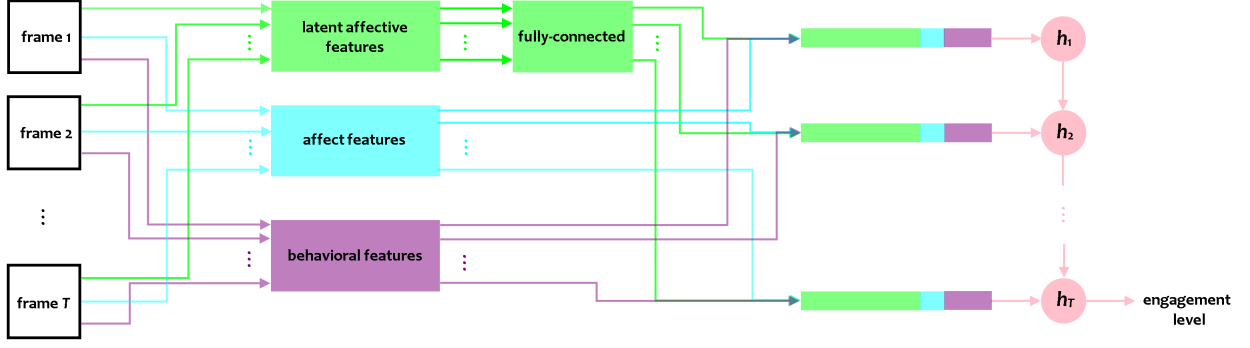 frame 1
latent affective
features
fully-connected
h1
frame 2
affect features
h2
behavioral features
frame T
hT
engagement
level